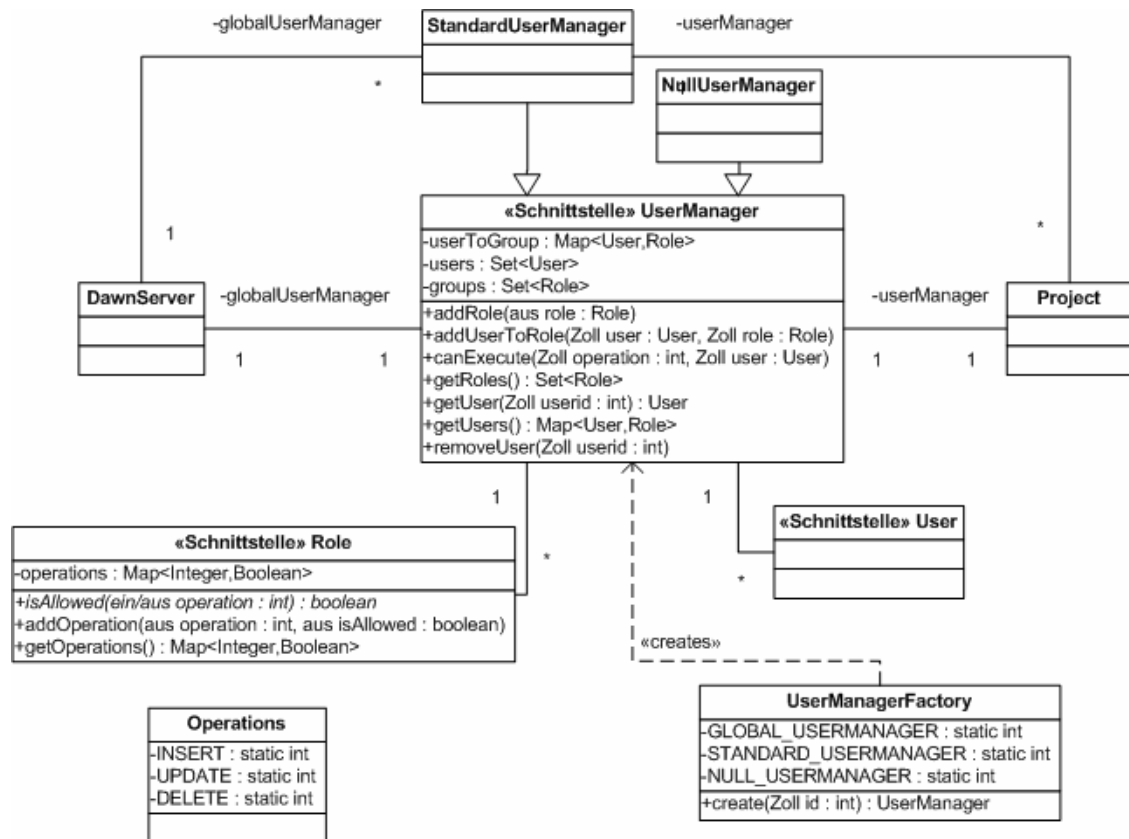 -globalUserManager
StandardUserManager
-userManager
*
NullUserManager
1
«Schnittstelle» UserManager
-userToGroup : Map<User,Role>
-users : Set<User>
-groups : Set<Role>
+addRole(aus role : Role)
+addUserToRole(Zoll user : User, Zoll role : Role)
+canExecute(Zoll operation : int, Zoll user : User)
+getRoles() : Set<Role>
+getUser(Zoll userid : int) : User
+getUsers() : Map<User,Role>
+removeUser(Zoll userid : int)
1
*
DawnServer
-globalUserManager
1
1
-userManager
1
1
Project
1
*
1
*
«Schnittstelle» Role
-operations : Map<Integer,Boolean>
+isAllowed(ein/aus operation : int) : boolean
+addOperation(aus operation : int, aus isAllowed : boolean)
+getOperations() : Map<Integer,Boolean>
«Schnittstelle» User
«creates»
Operations
-INSERT : static int
-UPDATE : static int
-DELETE : static int
UserManagerFactory
-GLOBAL_USERMANAGER : static int
-STANDARD_USERMANAGER : static int
-NULL_USERMANAGER : static int
+create(Zoll id : int) : UserManager